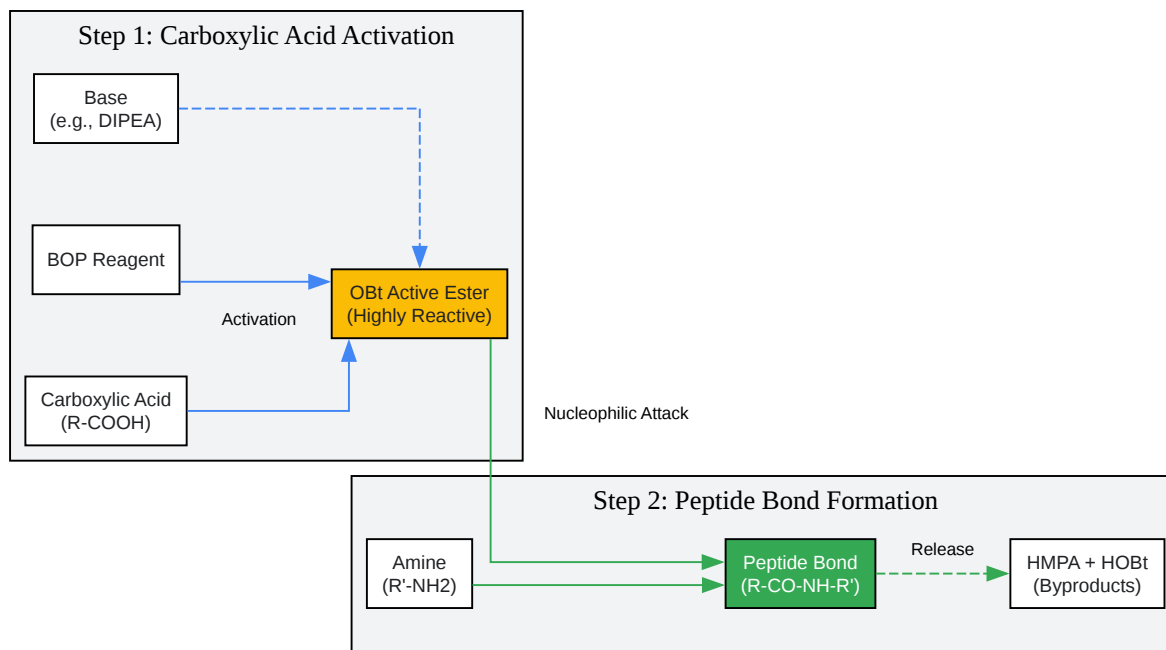 Step 1: Carboxylic Acid Activation
Base
(e.g., DIPEA)
BOP Reagent
OBt Active Ester
(Highly Reactive)
Activation
Carboxylic Acid
(R-COOH)
Nucleophilic Attack
Step 2: Peptide Bond Formation
Amine
(R'-NH2)
Peptide Bond
(R-CO-NH-R')
Release
HMPA + HOBt
(Byproducts)